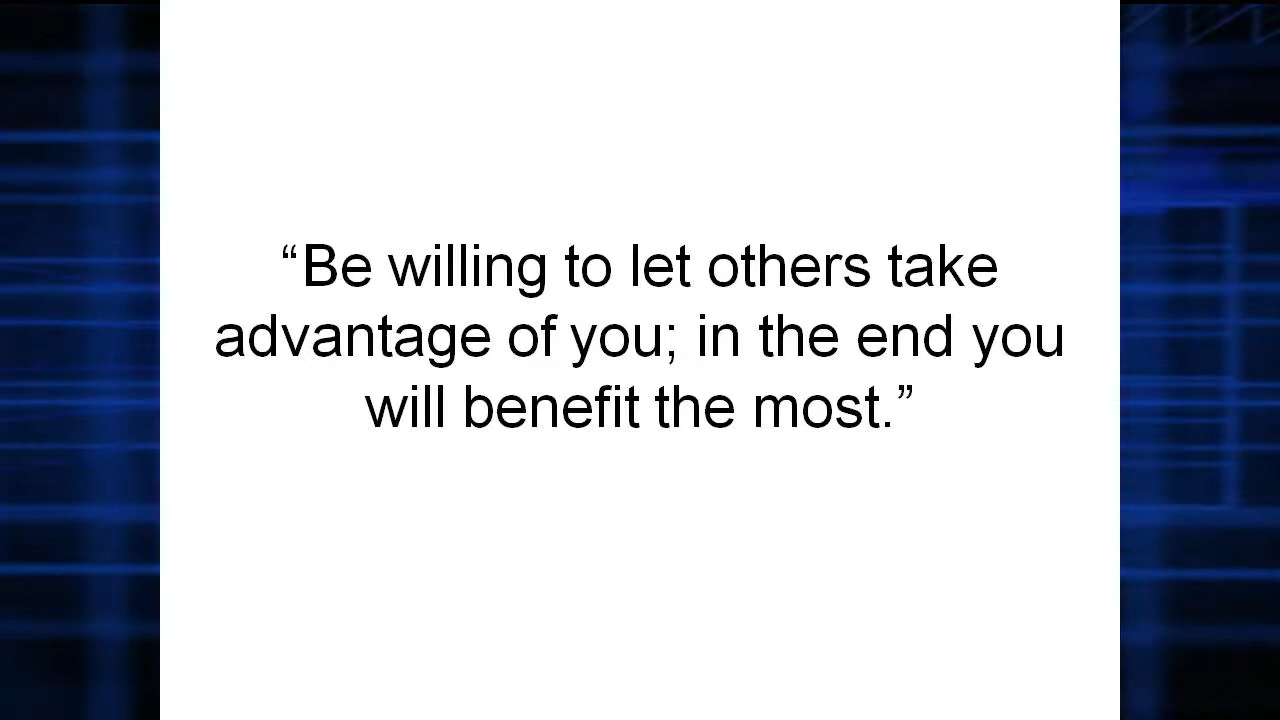 “Be willing to let others take
advantage of you; in the end you
will benefit the most.”